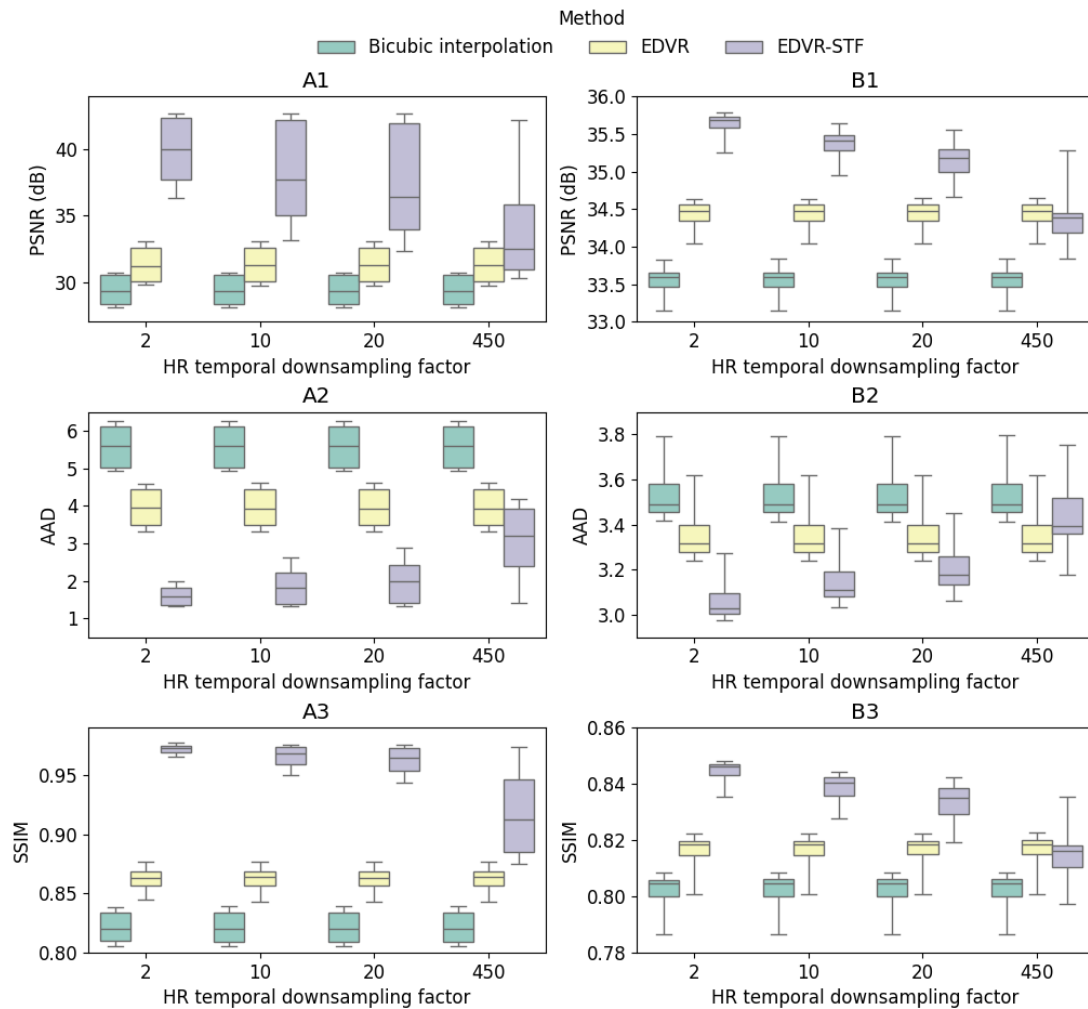 Method
Bicubic interpolation EDVR EDVR-STF
A1
PSNR (dB)
40
35
30
2 10 20 450
HR temporal downsampling factor
B1
PSNR (dB)
36.0
35.5
35.0
34.5
34.0
33.5
33.0
2 10 20 450
HR temporal downsampling factor
A2
AAD
6
5
4
3
2
1
2 10 20 450
HR temporal downsampling factor
B2
AAD
3.8
3.6
3.4
3.2
3.0
2 10 20 450
HR temporal downsampling factor
A3
SSIM
0.95
0.90
0.85
0.80
2 10 20 450
HR temporal downsampling factor
B3
SSIM
0.86
0.84
0.82
0.80
0.78
2 10 20 450
HR temporal downsampling factor